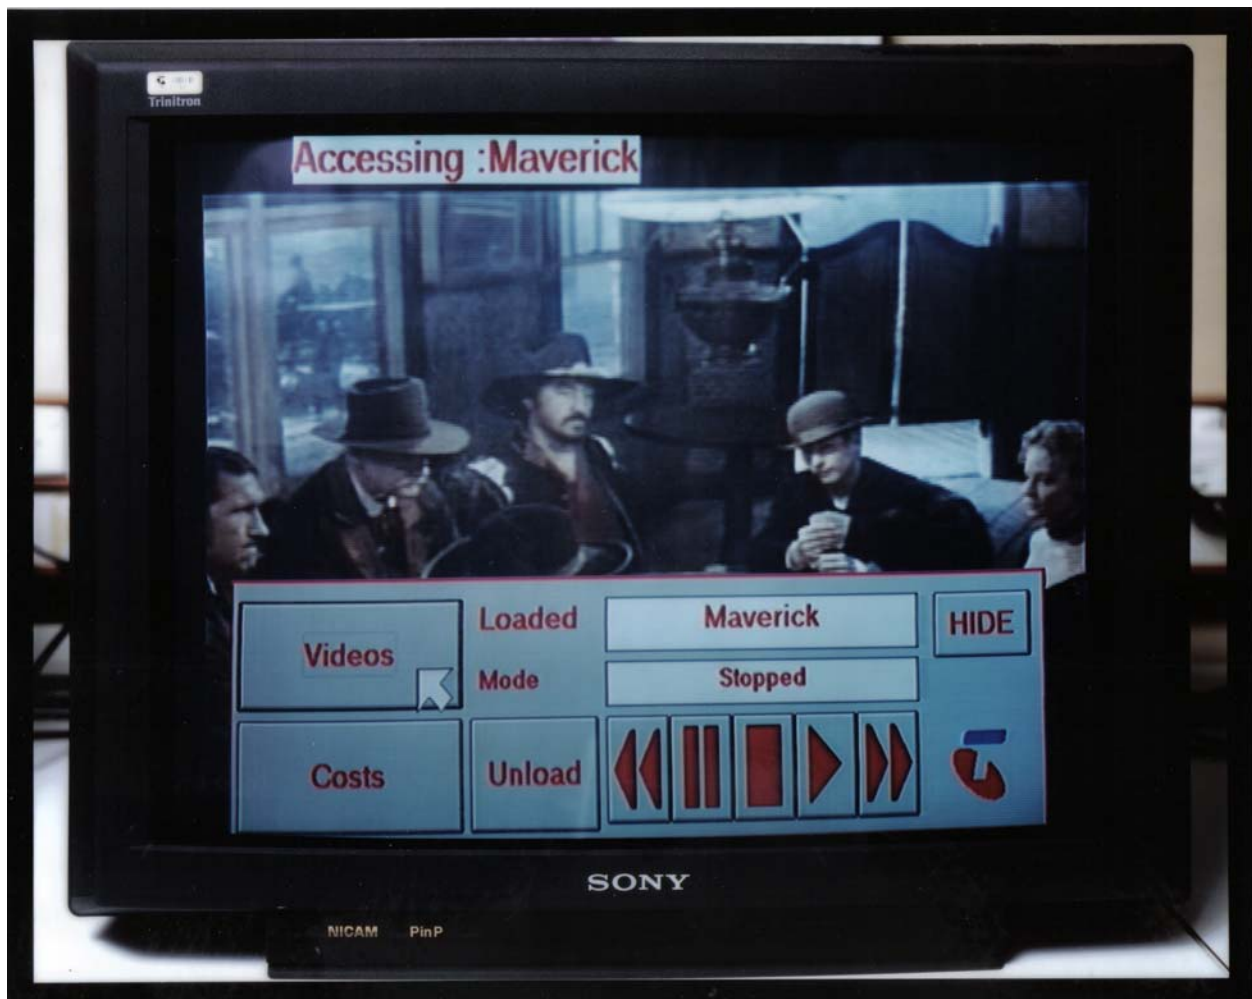 Trinitron
Accessing :Maverick
Loaded
Maverick
HIDE
Videos
Mode
Stopped
Costs
Unload
SONY
NICAM PinP